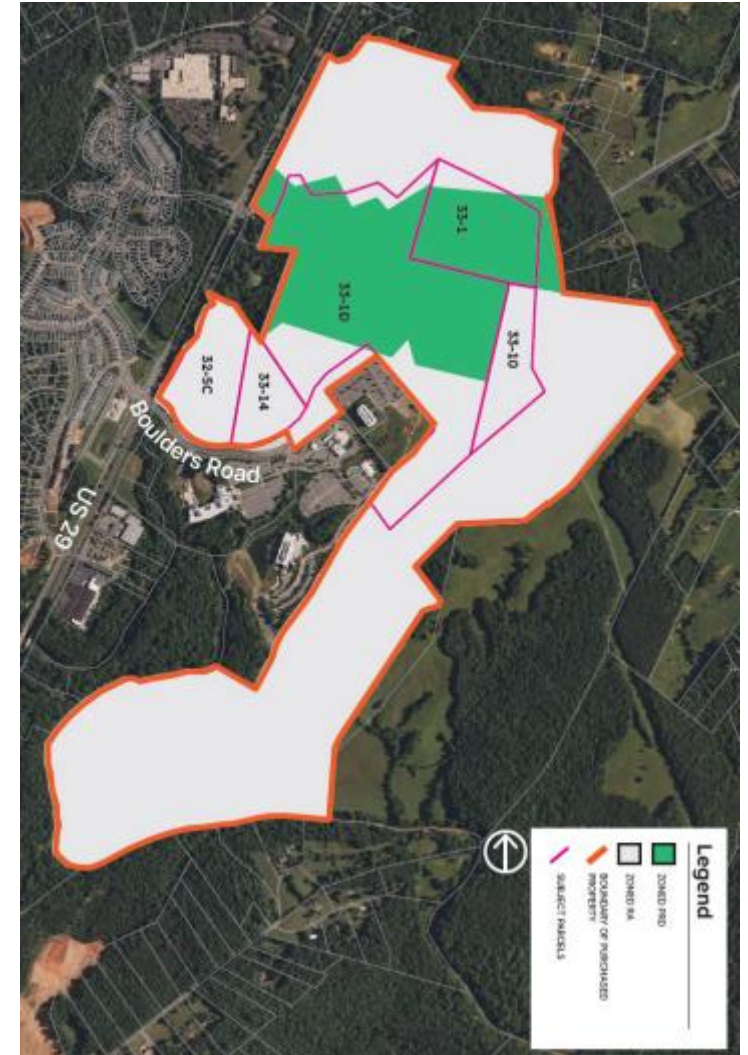 Legend
ZONED PRD
ZONED RA
BOUNDARY OF PURCHASED
PROPERTY
SUBJECT PARCELS
33-1
33-10
33-1D
33-14
32-5C
Boulders Road
US 29